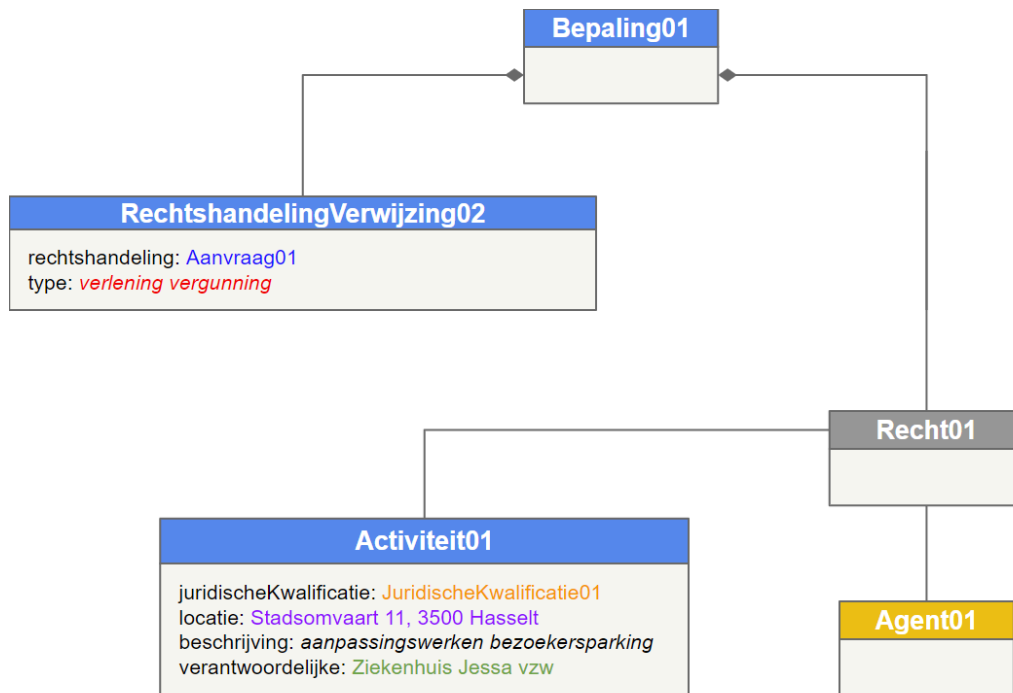 Bepaling01
RechtshandelingVerwijzing02
rechtshandeling: Aanvraag01
type: verlening vergunning
Recht01
Activiteit01
juridischeKwalificatie: JuridischeKwalificatie01
locatie: Stadsomvaart 11, 3500 Hasselt
beschrijving: aanpassingswerken bezoekersparking
verantwoordelijke: Ziekenhuis Jessa vzw
Agent01